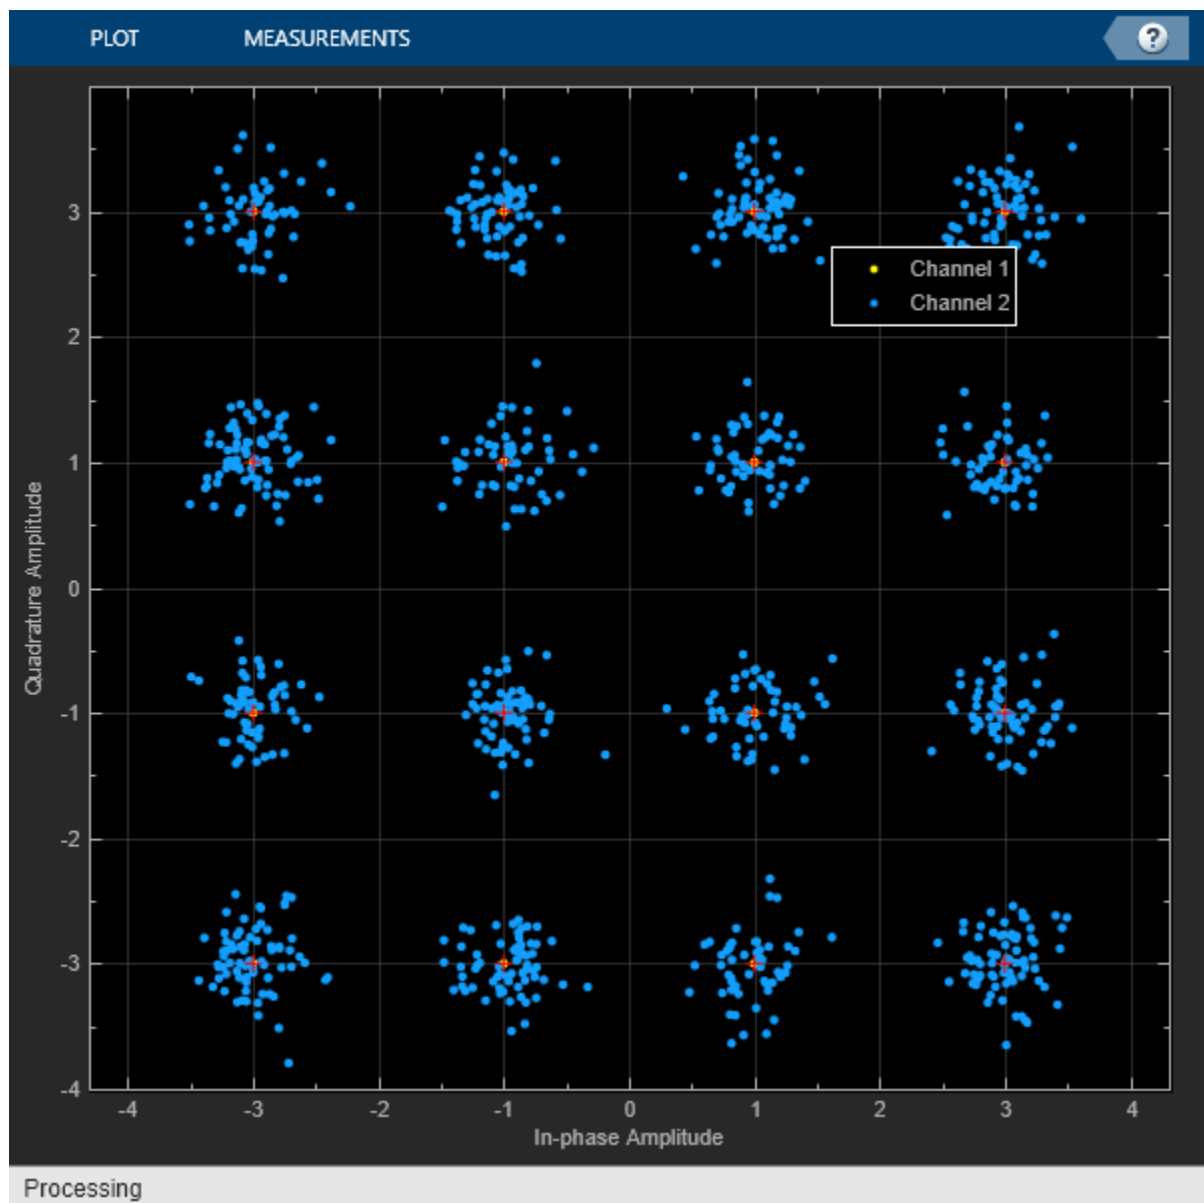 PLOT MEASUREMENTS ?
3
Channel 1
Channel 2
2
1
0
-1
-2
-3
-4
Quadrature Amplitude
-4 -3 -2 -1 0 1 2 3 4
In-phase Amplitude
Processing